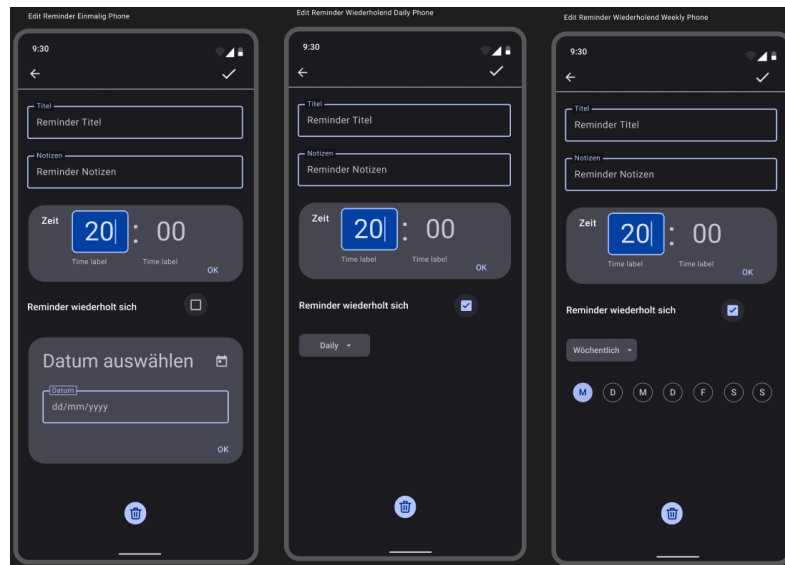 Edit Reminder Einmalig Phone
9:30
Titel
Reminder Titel
Notizen
Reminder Notizen
Zeit
20 : 00
Time label Time label
OK
Reminder wiederholt sich
Datum auswählen
Datum
dd/mm/yyyy
OK
Edit Reminder Wiederholend Daily Phone
9:30
Titel
Reminder Titel
Notizen
Reminder Notizen
Zeit
20 : 00
Time label Time label
OK
Reminder wiederholt sich
Daily
Edit Reminder Wiederholend Weekly Phone
9:30
Titel
Reminder Titel
Notizen
Reminder Notizen
Zeit
20 : 00
Time label Time label
OK
Reminder wiederholt sich
Wöchentlich
M D M D F S S